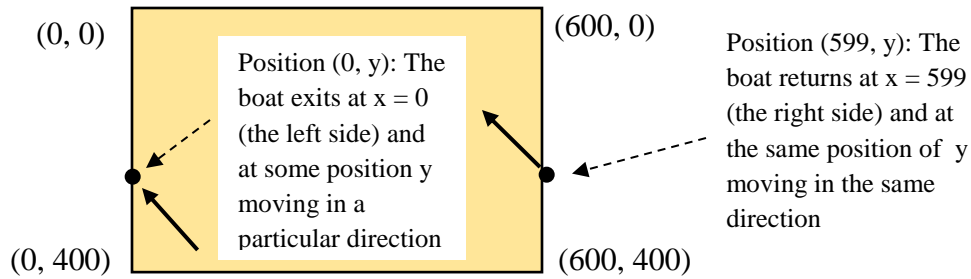 (0, 0)
(600, 0)
Position (0, y): The
boat exits at x = 0
(the left side) and
at some position y
moving in a
particular direction
Position (599, y): The
boat returns at x = 599
(the right side) and at
the same position of y
moving in the same
direction
(0, 400)
(600, 400)